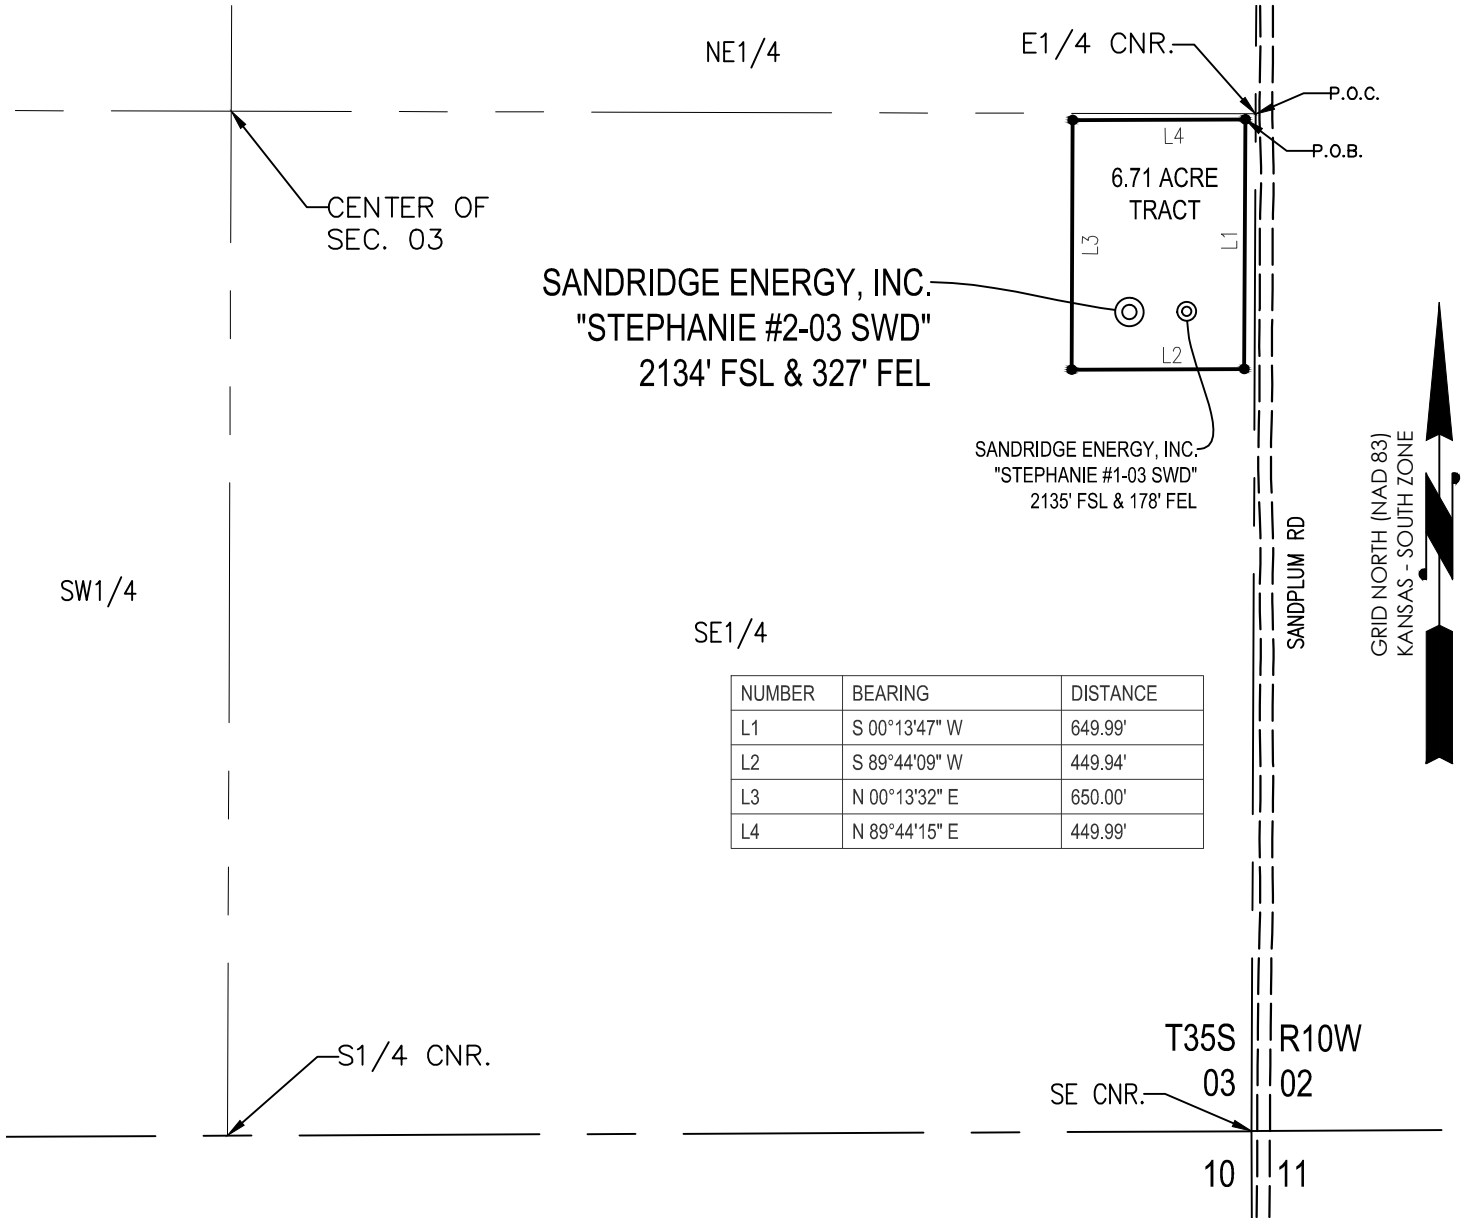 NE1/4
E1/4 CNR.
P.O.C.
P.O.B.
L4
6.71 ACRE
TRACT
L3
L1
L2
CENTER OF
SEC. 03
SANDRIDGE ENERGY, INC.
"STEPHANIE #2-03 SWD"
2134' FSL & 327' FEL
SANDRIDGE ENERGY, INC.
"STEPHANIE #1-03 SWD"
2135' FSL & 178' FEL
GRID NORTH (NAD 83)
KANSAS - SOUTH ZONE
SANDPLUM RD
SW1/4
SE1/4
NUMBER BEARING DISTANCE
L1 S 00°13'47" W 649.99'
L2 S 89°44'09" W 449.94'
L3 N 00°13'32" E 650.00'
L4 N 89°44'15" E 449.99'
S1/4 CNR.
T35S R10W
03 02
SE CNR.
10 11